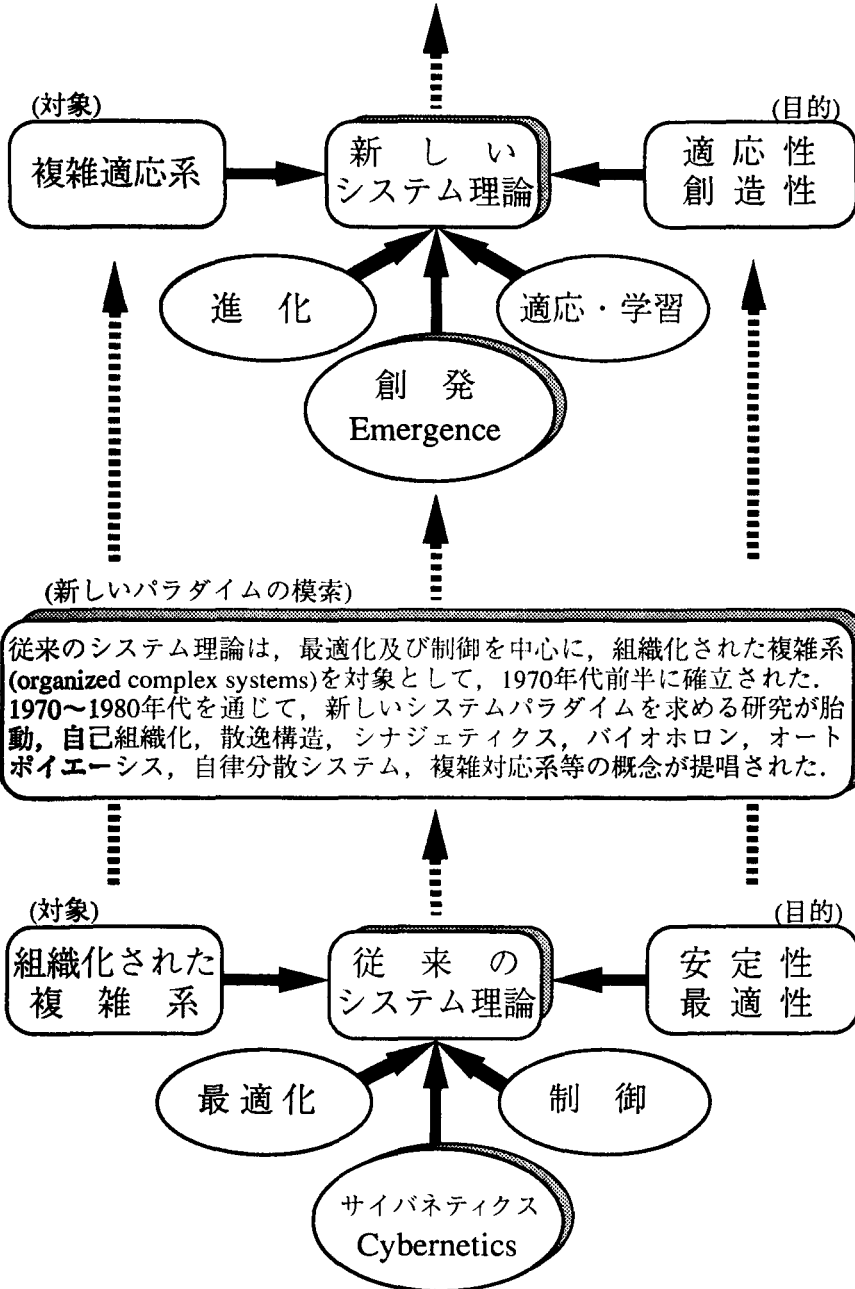 (対象)
(目的)
複雑適応系
新しい
システム理論
適応性
創造性
進化
適応・学習
創発
Emergence
(新しいパラダイムの模索)
従来のシステム理論は，最適化及び制御を中心に，組織化された複雑系
(organized complex systems)を対象として，1970年代前半に確立された．
1970～1980年代を通じて，新しいシステムパラダイムを求める研究が胎
動，自己組織化，散逸構造，シナジェティクス，バイオホロン，オート
ポイエーシス，自律分散システム，複雑対応系等の概念が提唱された．
(対象)
(目的)
組織化された
複雑系
従来の
システム理論
安定性
最適性
最適化
制御
サイバネティクス
Cybernetics